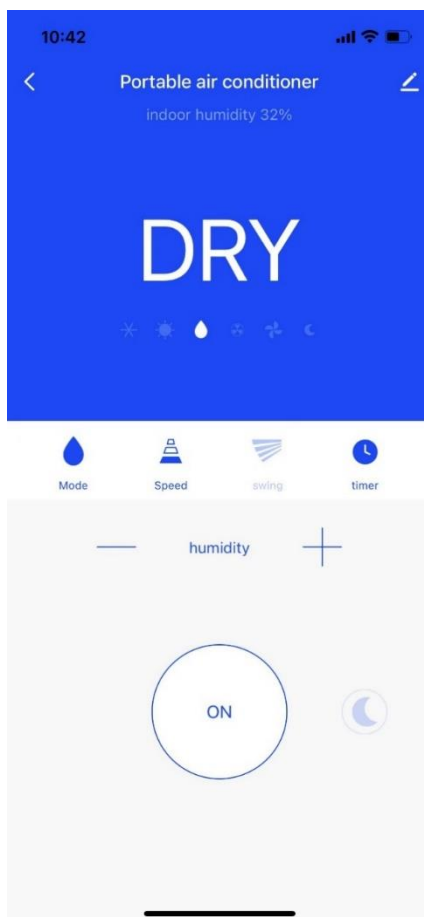 10:42
Portable air conditioner
indoor humidity 32%
DRY
Mode Speed swing timer
humidity
ON